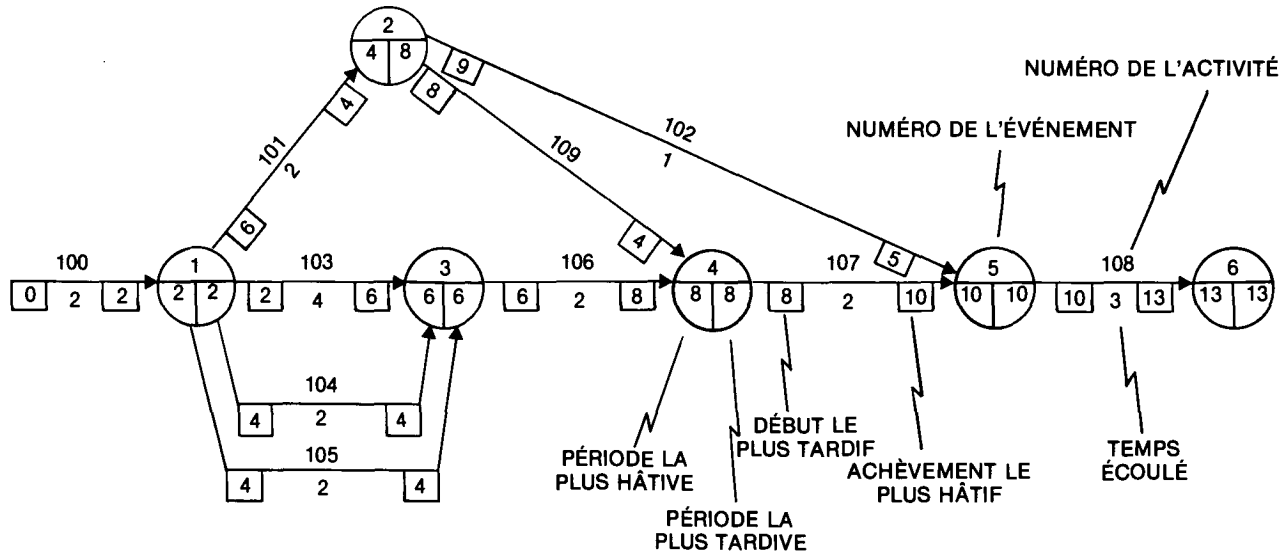 2
4 8
9
8
4
101
2
6
109
4
102
1
5
NUMÉRO DE L'ACTIVITÉ
NUMÉRO DE L'ÉVÉNEMENT
100
0 2 2
1
2 2
103
2 4 6
3
6 6
106
6 2 8
4
8 8
107
8 2 10
5
10 10
108
10 3 13
6
13 13
104
4 2 4
105
4 2 4
PÉRIODE LA
PLUS HÂTIVE
PÉRIODE LA
PLUS TARDIVE
DÉBUT LE
PLUS TARDIF
ACHÈVEMENT LE
PLUS HÂTIF
TEMPS
ÉCOULÉ